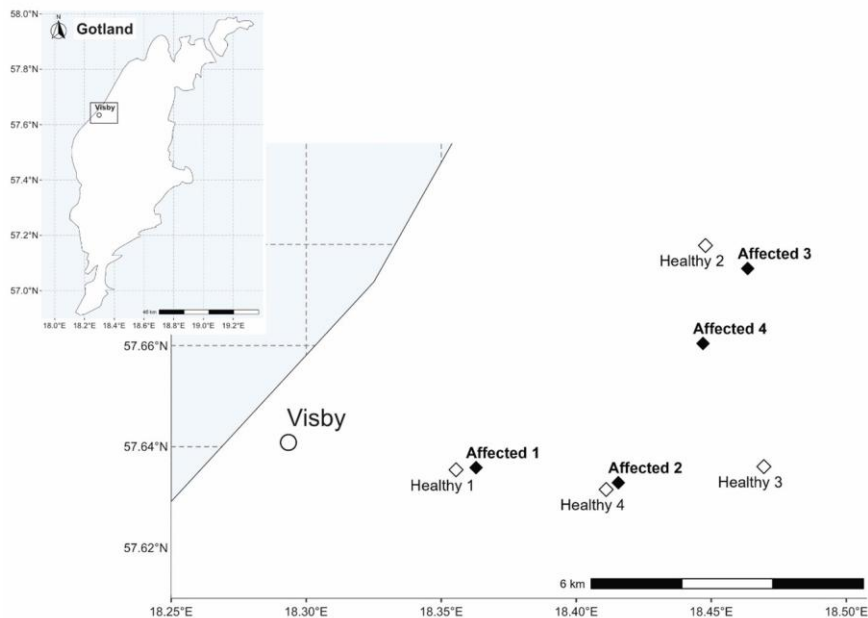 58.0°N
N
Gotland
57.8°N
Visby
57.6°N
57.4°N
57.2°N
57.0°N
40 km
18.0°E 18.2°E 18.4°E 18.6°E 18.8°E 19.0°E 19.2°E
Healthy 2
Affected 3
Affected 4
57.66°N
Visby
57.64°N
Affected 1
Healthy 1
Affected 2
Healthy 4
Healthy 3
57.62°N
6 km
18.25°E 18.30°E 18.35°E 18.40°E 18.45°E 18.50°E